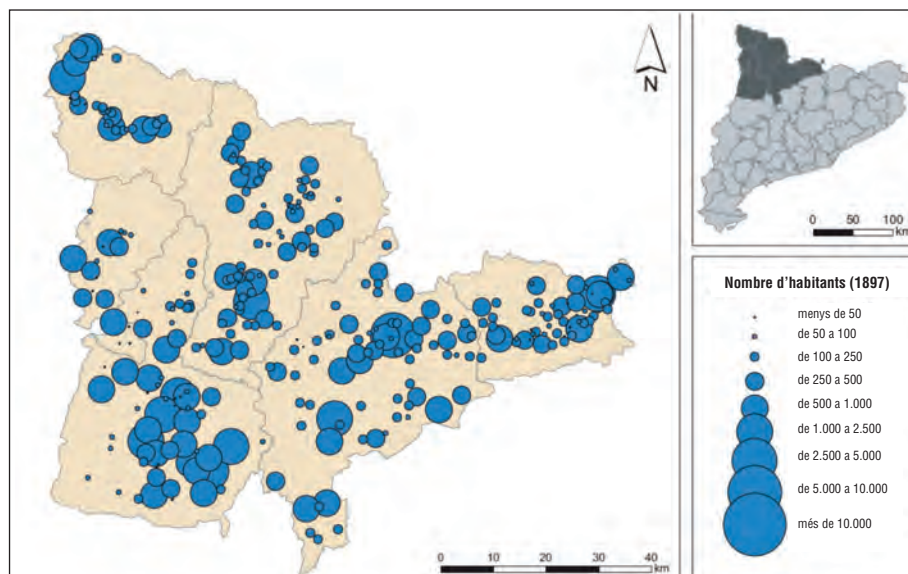 N
0 50 100
km
Nombre d'habitants (1897)
menys de 50
de 50 a 100
de 100 a 250
de 250 a 500
de 500 a 1.000
de 1.000 a 2.500
de 2.500 a 5.000
de 5.000 a 10.000
més de 10.000
0 10 20 30 40
km